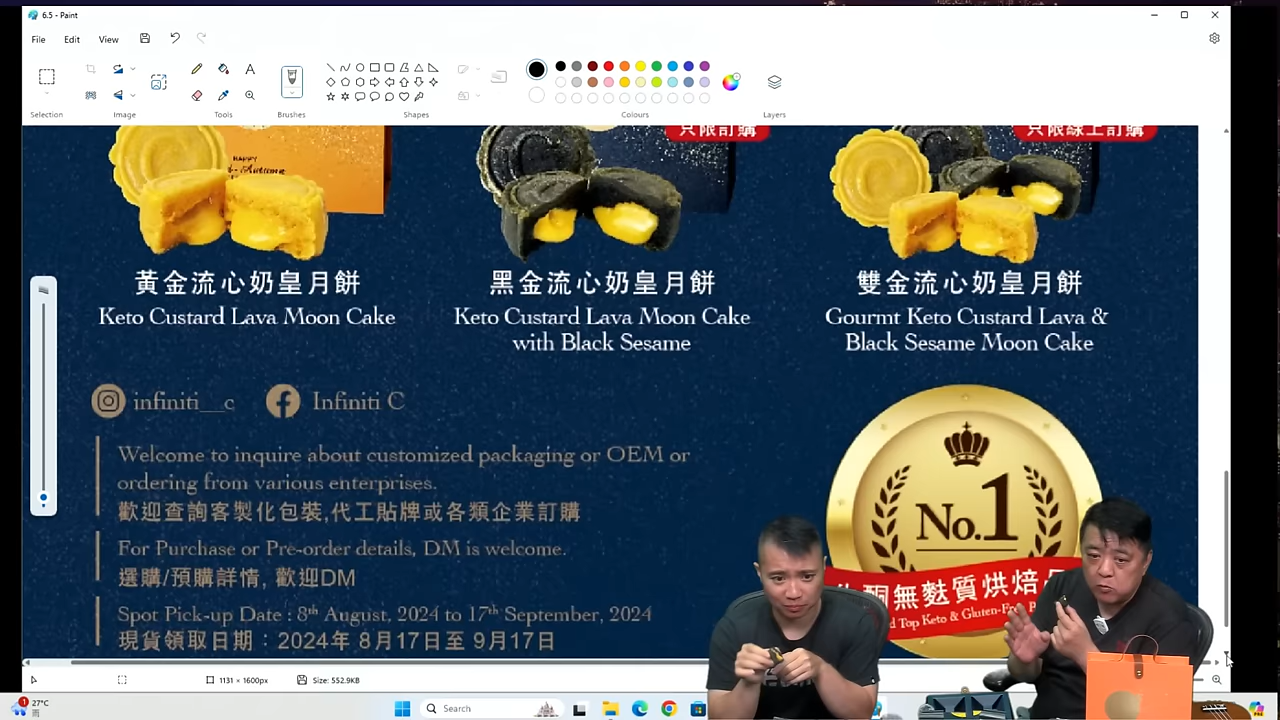 6.5 - Paint
File Edit View
Selection Image Tools Brushes Shapes Colours Layers
HAPPY
只限訂購
只限線上訂購
黃金流心奶皇月餅
Keto Custard Lava Moon Cake
黑金流心奶皇月餅
Keto Custard Lava Moon Cake
with Black Sesame
雙金流心奶皇月餅
Gourmt Keto Custard Lava &
Black Sesame Moon Cake
infiniti__c Infiniti C
Welcome to inquire about customized packaging or OEM or
ordering from various enterprises.
歡迎查詢客製化包裝,代工貼牌或各類企業訂購
For Purchase or Pre-order details, DM is welcome.
選購/預購詳情, 歡迎DM
Spot Pick-up Date : 8th August, 2024 to 17th September, 2024
現貨領取日期：2024年 8月17日至 9月17日
No.1
酮無麩質烘焙
Top Keto & Gluten-Fr
1131 × 1600px Size: 552.9KB
1
27°C
雨
Search